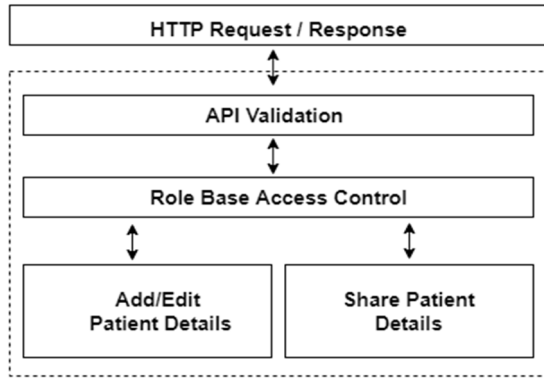 HTTP Request / Response
API Validation
Role Base Access Control
Add/Edit
Patient Details
Share Patient
Details